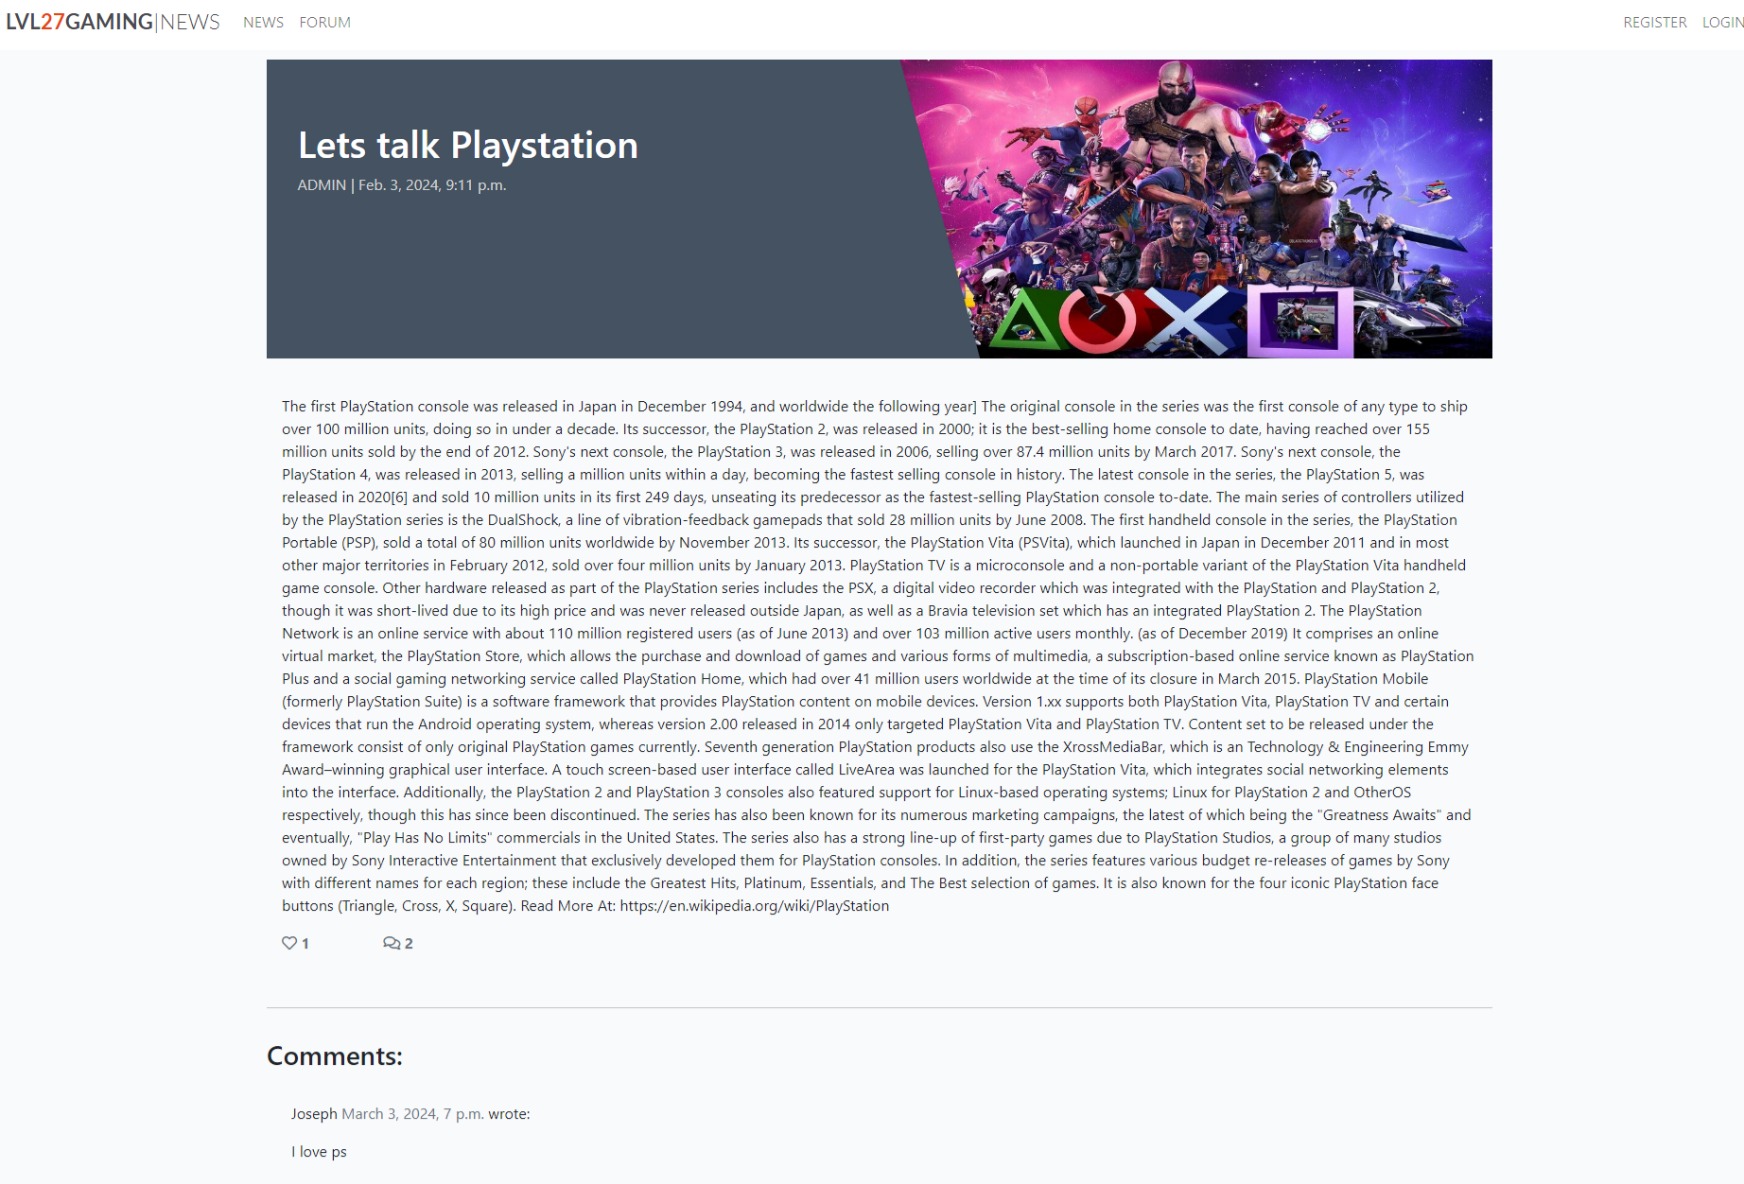 LVL27GAMING|NEWS NEWS FORUM REGISTER LOGIN
Lets talk Playstation
ADMIN | Feb. 3, 2024, 9:11 p.m.
The first PlayStation console was released in Japan in December 1994, and worldwide the following year] The original console in the series was the first console of any type to ship
over 100 million units, doing so in under a decade. Its successor, the PlayStation 2, was released in 2000; it is the best-selling home console to date, having reached over 155
million units sold by the end of 2012. Sony's next console, the PlayStation 3, was released in 2006, selling over 87.4 million units by March 2017. Sony's next console, the
PlayStation 4, was released in 2013, selling a million units within a day, becoming the fastest selling console in history. The latest console in the series, the PlayStation 5, was
released in 2020[6] and sold 10 million units in its first 249 days, unseating its predecessor as the fastest-selling PlayStation console to-date. The main series of controllers utilized
by the PlayStation series is the DualShock, a line of vibration-feedback gamepads that sold 28 million units by June 2008. The first handheld console in the series, the PlayStation
Portable (PSP), sold a total of 80 million units worldwide by November 2013. Its successor, the PlayStation Vita (PSVita), which launched in Japan in December 2011 and in most
other major territories in February 2012, sold over four million units by January 2013. PlayStation TV is a microconsole and a non-portable variant of the PlayStation Vita handheld
game console. Other hardware released as part of the PlayStation series includes the PSX, a digital video recorder which was integrated with the PlayStation and PlayStation 2,
though it was short-lived due to its high price and was never released outside Japan, as well as a Bravia television set which has an integrated PlayStation 2. The PlayStation
Network is an online service with about 110 million registered users (as of June 2013) and over 103 million active users monthly. (as of December 2019) It comprises an online
virtual market, the PlayStation Store, which allows the purchase and download of games and various forms of multimedia, a subscription-based online service known as PlayStation
Plus and a social gaming networking service called PlayStation Home, which had over 41 million users worldwide at the time of its closure in March 2015. PlayStation Mobile
(formerly PlayStation Suite) is a software framework that provides PlayStation content on mobile devices. Version 1.xx supports both PlayStation Vita, PlayStation TV and certain
devices that run the Android operating system, whereas version 2.00 released in 2014 only targeted PlayStation Vita and PlayStation TV. Content set to be released under the
framework consist of only original PlayStation games currently. Seventh generation PlayStation products also use the XrossMediaBar, which is an Technology & Engineering Emmy
Award–winning graphical user interface. A touch screen-based user interface called LiveArea was launched for the PlayStation Vita, which integrates social networking elements
into the interface. Additionally, the PlayStation 2 and PlayStation 3 consoles also featured support for Linux-based operating systems; Linux for PlayStation 2 and OtherOS
respectively, though this has since been discontinued. The series has also been known for its numerous marketing campaigns, the latest of which being the "Greatness Awaits" and
eventually, "Play Has No Limits" commercials in the United States. The series also has a strong line-up of first-party games due to PlayStation Studios, a group of many studios
owned by Sony Interactive Entertainment that exclusively developed them for PlayStation consoles. In addition, the series features various budget re-releases of games by Sony
with different names for each region; these include the Greatest Hits, Platinum, Essentials, and The Best selection of games. It is also known for the four iconic PlayStation face
buttons (Triangle, Cross, X, Square). Read More At: https://en.wikipedia.org/wiki/PlayStation
1 2
Comments:
Joseph March 3, 2024, 7 p.m. wrote:
I love ps